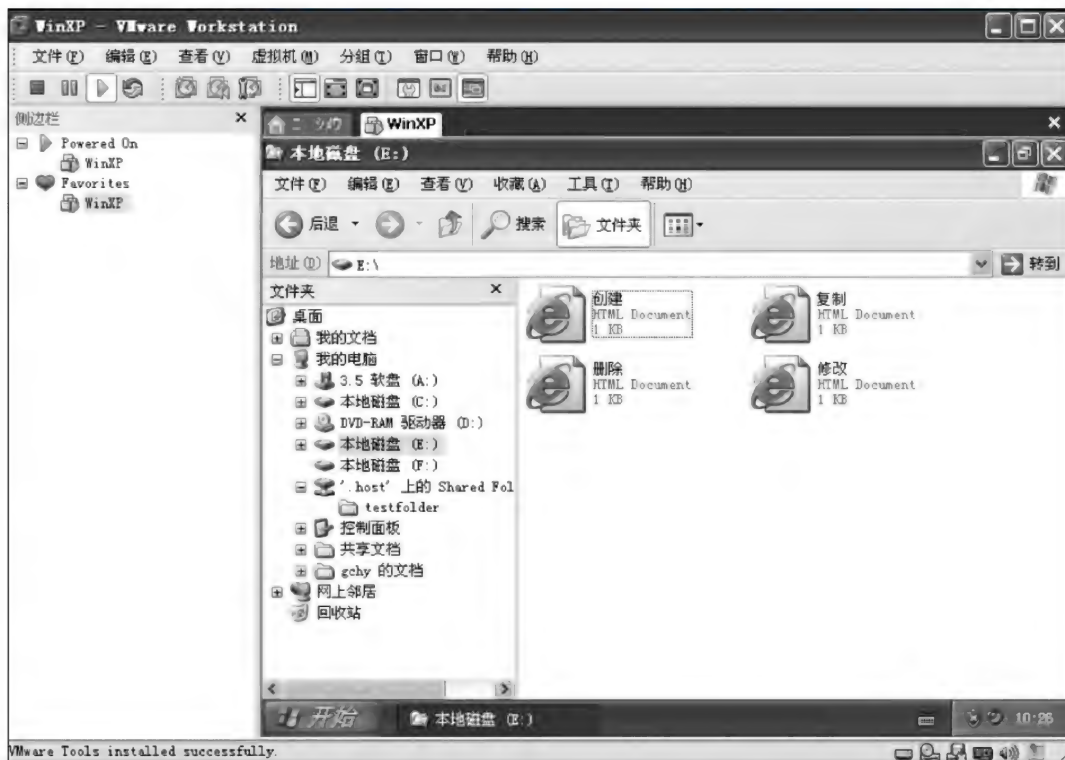 WinXP - VMware Workstation
文件(F) 编辑(E) 查看(V) 虚拟机(M) 分组(T) 窗口(W) 帮助(H)
侧边栏
Powered On
WinXP
Favorites
WinXP
WinXP
本地磁盘 (E:)
文件(F) 编辑(E) 查看(V) 收藏(A) 工具(T) 帮助(H)
后退 搜索 文件夹
地址(D) E:\ 转到
文件夹
桌面
我的文档
我的电脑
3.5 软盘 (A:)
本地磁盘 (C:)
DVD-RAM 驱动器 (D:)
本地磁盘 (E:)
本地磁盘 (F:)
'.host' 上的 Shared Fol
testfolder
控制面板
共享文档
gchy 的文档
网上邻居
回收站
创建
HTML Document
1 KB
复制
HTML Document
1 KB
删除
HTML Document
1 KB
修改
HTML Document
1 KB
开始 本地磁盘 (E:) 10:26
VMware Tools installed successfully.